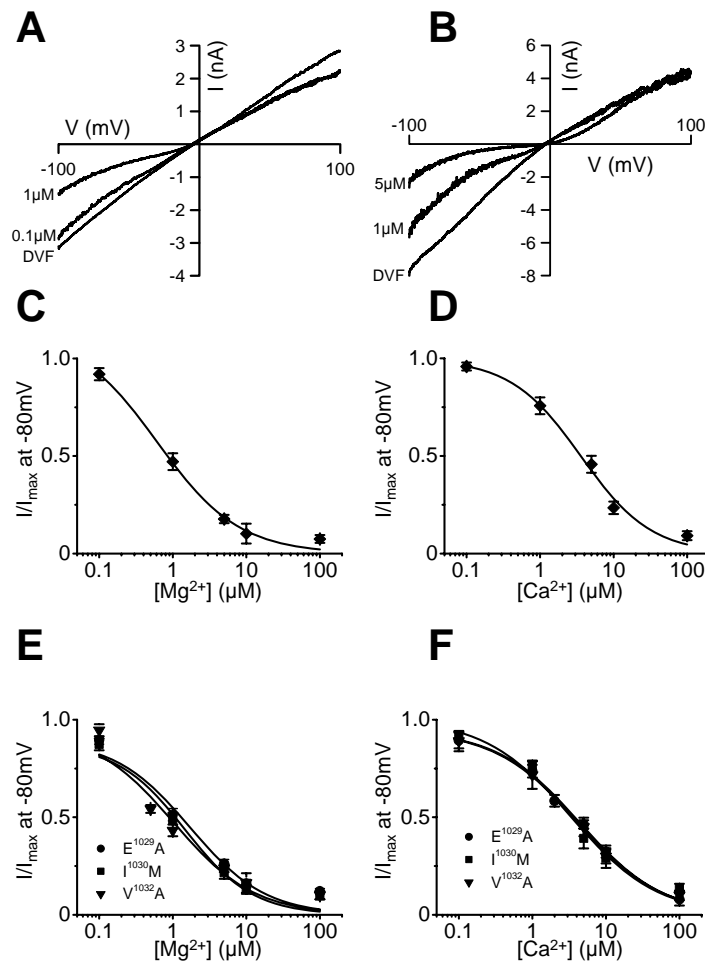 A
3
2
1
I (nA)
V (mV)
-100
100
1µM
0.1µM
DVF
-1
-2
-3
-4
B
6
4
2
I (nA)
-100
100
V (mV)
5µM
1µM
DVF
-2
-4
-6
-8
C
1.0
0.5
0
I/Imax at -80mV
0.1 1 10 100
[Mg²⁺] (µM)
D
1.0
0.5
0
I/Imax at -80mV
0.1 1 10 100
[Ca²⁺] (µM)
E
1.0
0.5
0
I/Imax at -80mV
E¹⁰²⁹A
I¹⁰³⁰M
V¹⁰³²A
0.1 1 10 100
[Mg²⁺] (µM)
F
1.0
0.5
0
I/Imax at -80mV
E¹⁰²⁹A
I¹⁰³⁰M
V¹⁰³²A
0.1 1 10 100
[Ca²⁺] (µM)